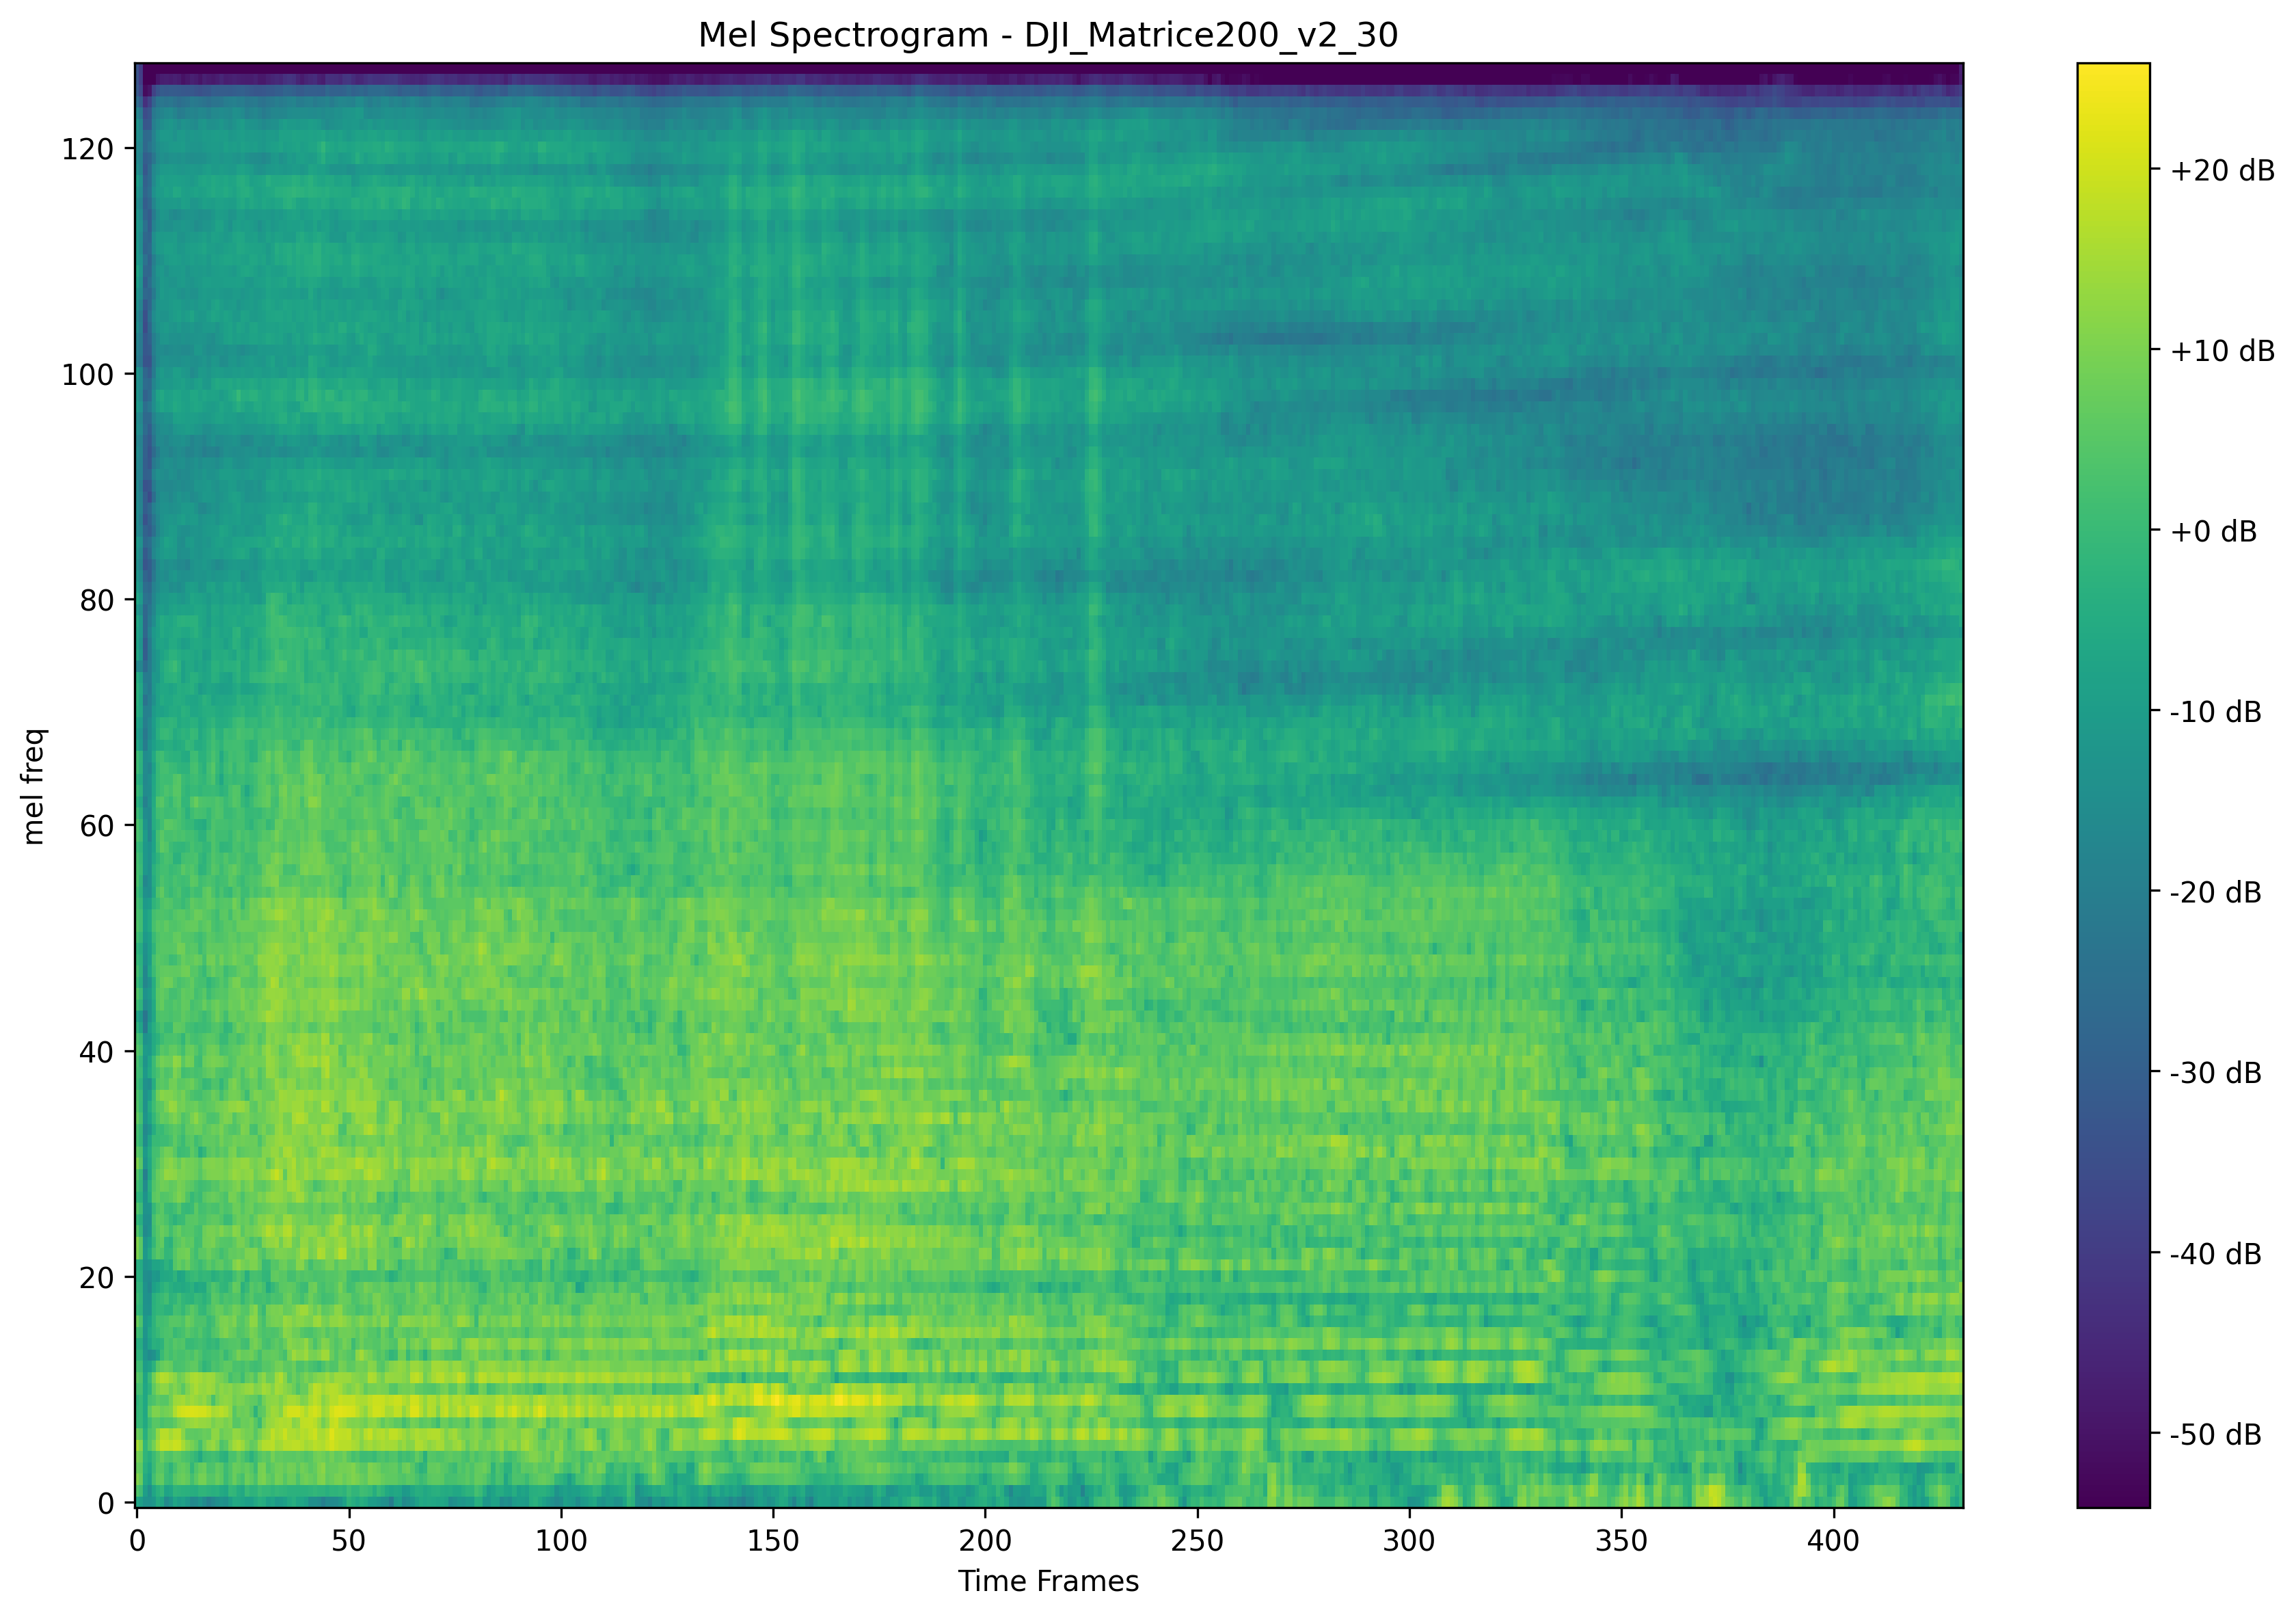 Mel Spectrogram - DJI_Matrice200_v2_30
mel freq
120
100
80
60
40
20
0
0 50 100 150 200 250 300 350 400
Time Frames
+20 dB
+10 dB
+0 dB
-10 dB
-20 dB
-30 dB
-40 dB
-50 dB